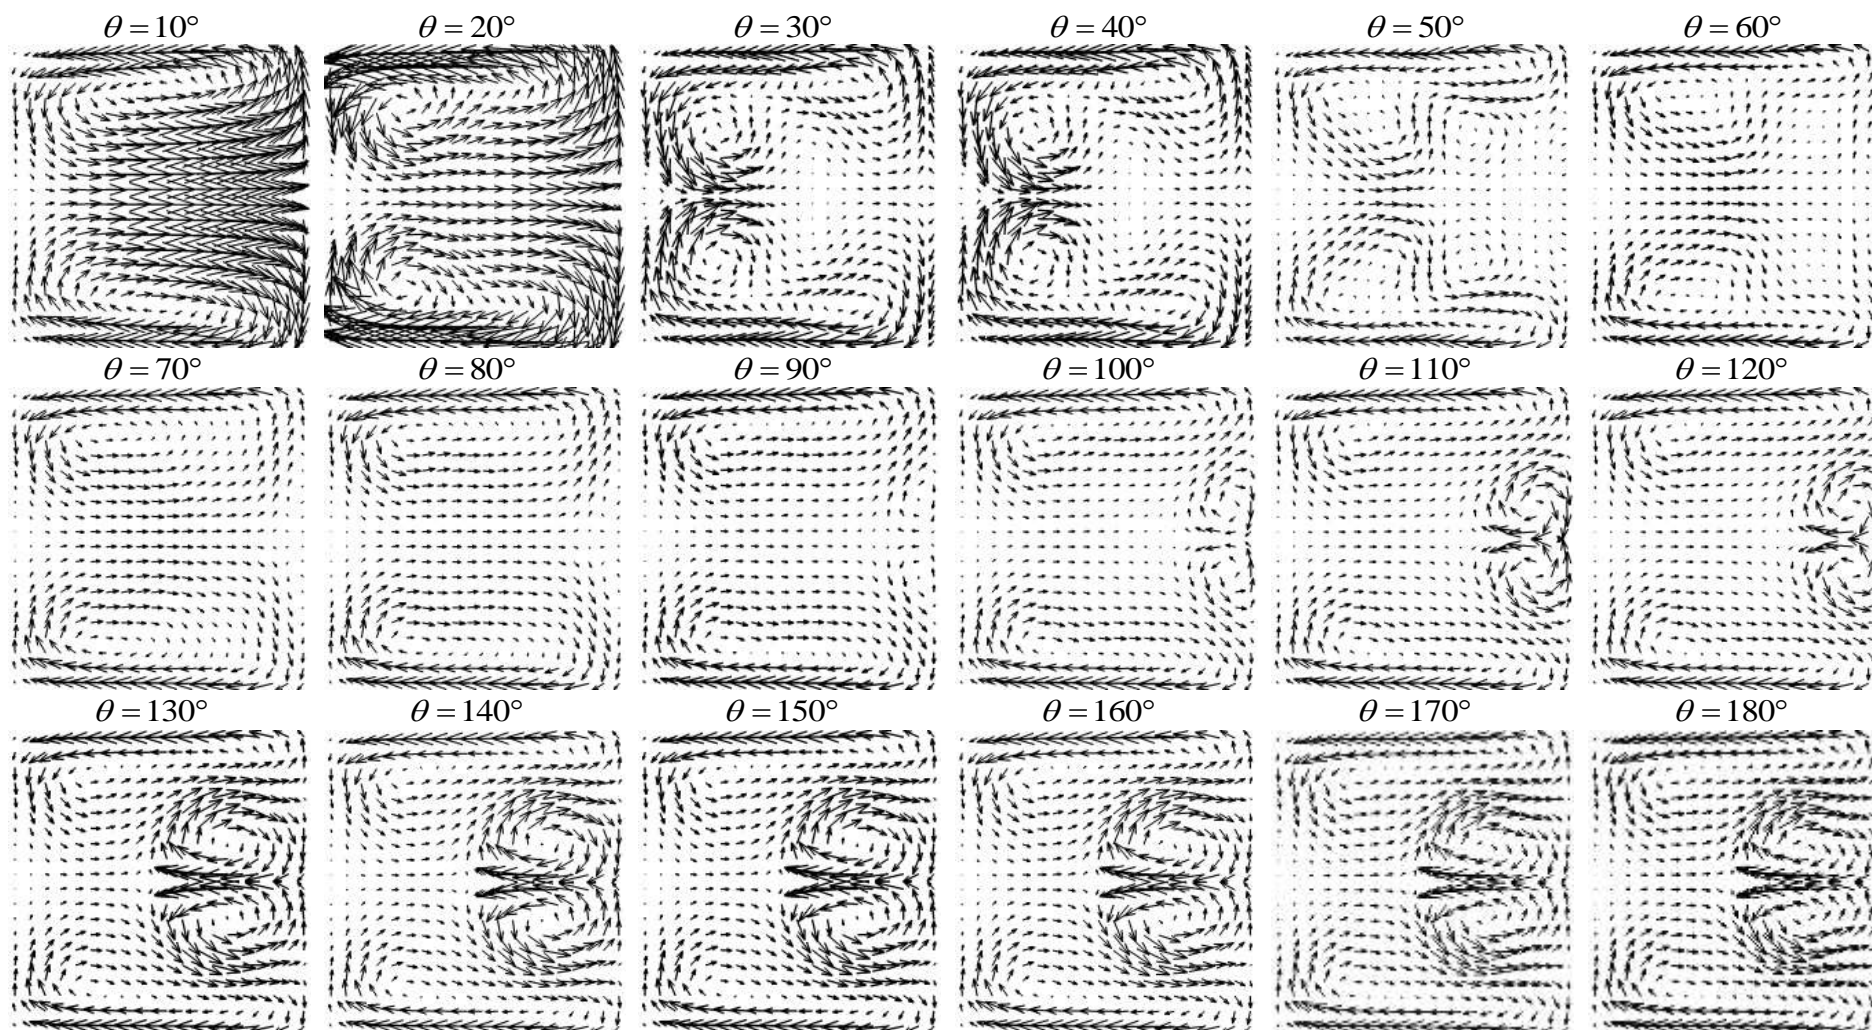 θ = 10° θ = 20° θ = 30° θ = 40° θ = 50° θ = 60°
θ = 70° θ = 80° θ = 90° θ = 100° θ = 110° θ = 120°
θ = 130° θ = 140° θ = 150° θ = 160° θ = 170° θ = 180°